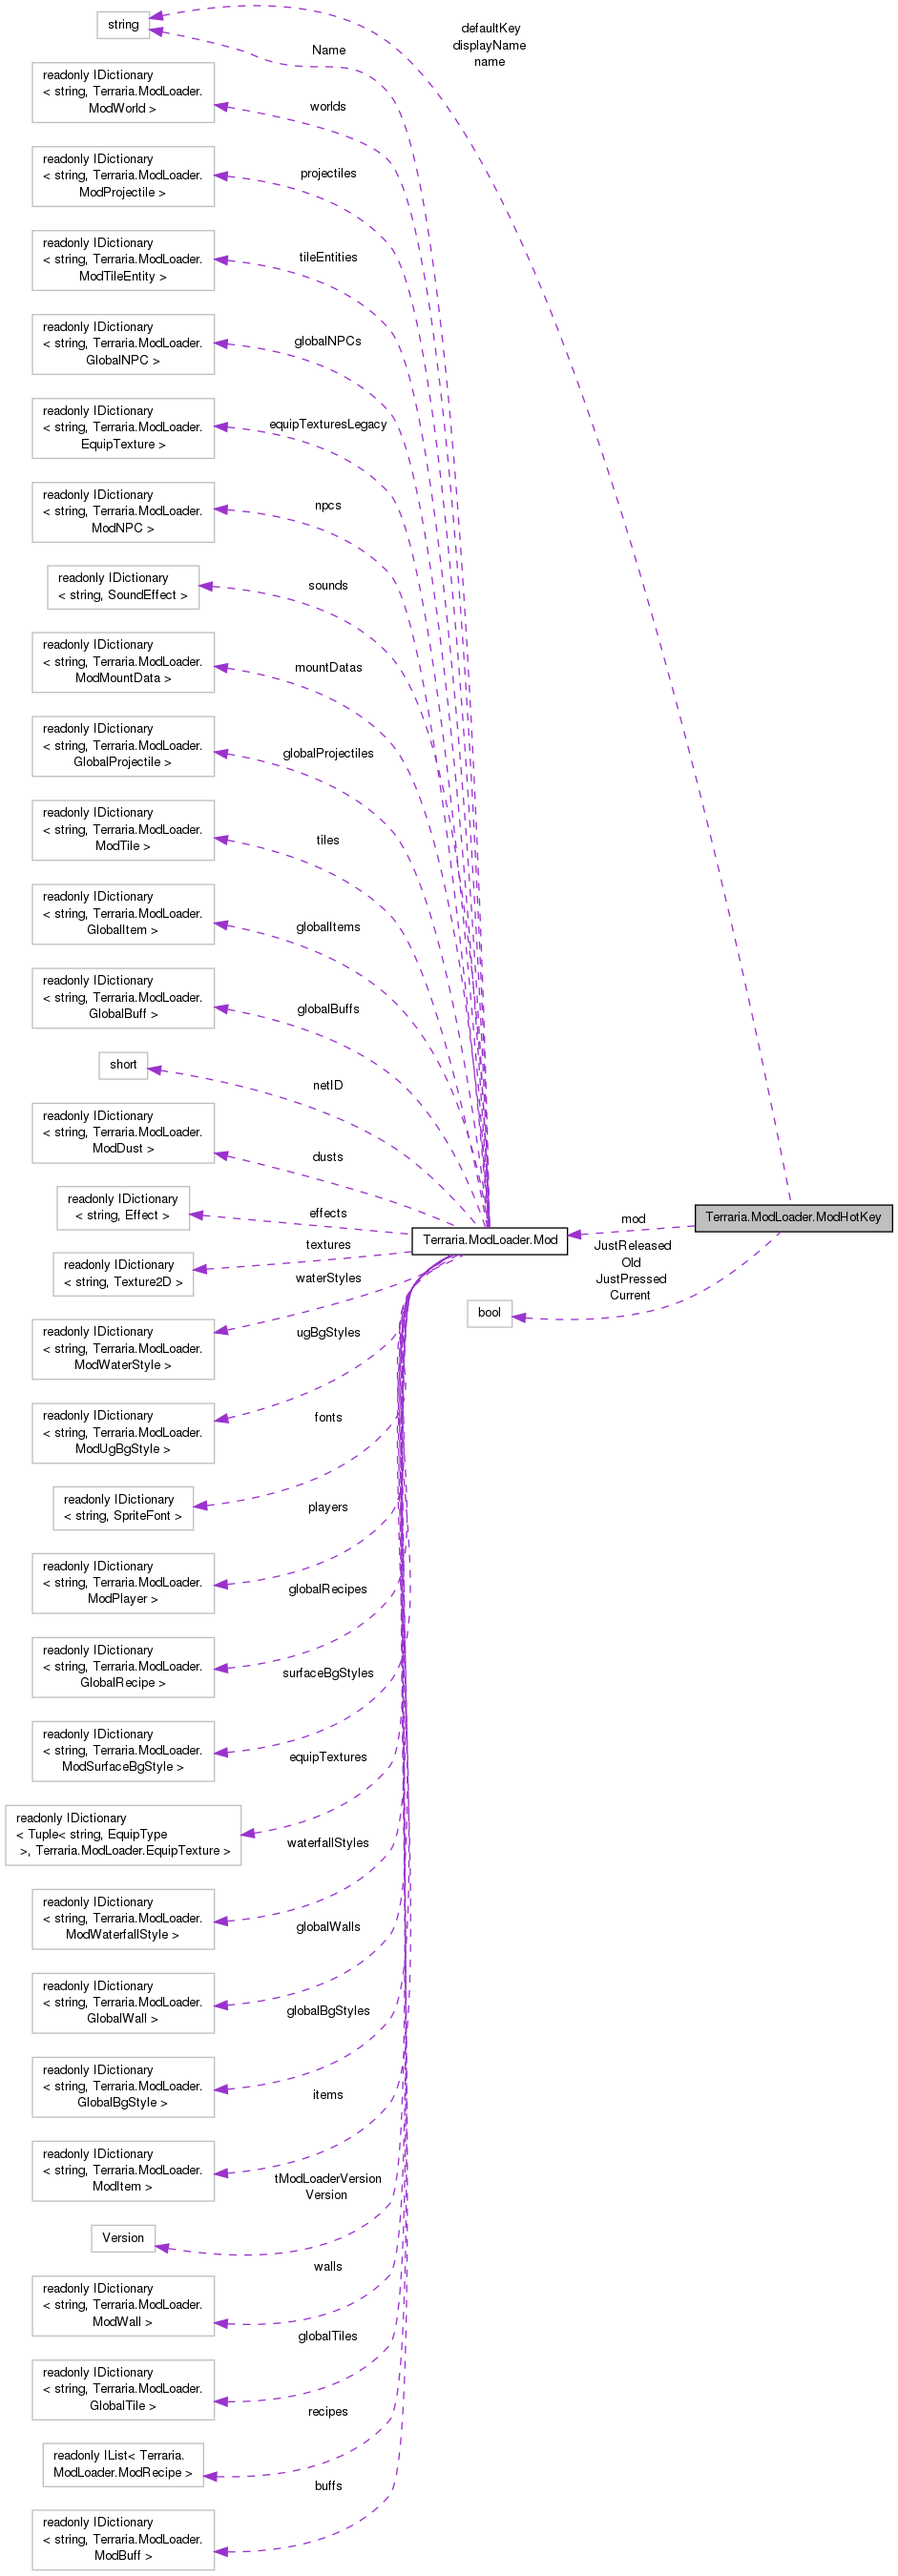 string
defaultKey
displayName
name
Name
readonly IDictionary
< string, Terraria.ModLoader.
ModWorld >
worlds
readonly IDictionary
< string, Terraria.ModLoader.
ModProjectile >
projectiles
readonly IDictionary
< string, Terraria.ModLoader.
ModTileEntity >
tileEntities
readonly IDictionary
< string, Terraria.ModLoader.
GlobalNPC >
globalNPCs
readonly IDictionary
< string, Terraria.ModLoader.
EquipTexture >
equipTexturesLegacy
readonly IDictionary
< string, Terraria.ModLoader.
ModNPC >
npcs
readonly IDictionary
< string, SoundEffect >
sounds
readonly IDictionary
< string, Terraria.ModLoader.
ModMountData >
mountDatas
readonly IDictionary
< string, Terraria.ModLoader.
GlobalProjectile >
globalProjectiles
readonly IDictionary
< string, Terraria.ModLoader.
ModTile >
tiles
readonly IDictionary
< string, Terraria.ModLoader.
GlobalItem >
globalItems
readonly IDictionary
< string, Terraria.ModLoader.
GlobalBuff >
globalBuffs
short
netID
readonly IDictionary
< string, Terraria.ModLoader.
ModDust >
dusts
readonly IDictionary
< string, Effect >
effects
Terraria.ModLoader.Mod
mod
Terraria.ModLoader.ModHotKey
JustReleased
Old
JustPressed
Current
bool
readonly IDictionary
< string, Texture2D >
textures
readonly IDictionary
< string, Terraria.ModLoader.
ModWaterStyle >
waterStyles
readonly IDictionary
< string, Terraria.ModLoader.
ModUgBgStyle >
ugBgStyles
readonly IDictionary
< string, SpriteFont >
fonts
readonly IDictionary
< string, Terraria.ModLoader.
ModPlayer >
players
readonly IDictionary
< string, Terraria.ModLoader.
GlobalRecipe >
globalRecipes
readonly IDictionary
< string, Terraria.ModLoader.
ModSurfaceBgStyle >
surfaceBgStyles
readonly IDictionary
< Tuple< string, EquipType
>, Terraria.ModLoader.EquipTexture >
equipTextures
readonly IDictionary
< string, Terraria.ModLoader.
ModWaterfallStyle >
waterfallStyles
readonly IDictionary
< string, Terraria.ModLoader.
GlobalWall >
globalWalls
readonly IDictionary
< string, Terraria.ModLoader.
GlobalBgStyle >
globalBgStyles
readonly IDictionary
< string, Terraria.ModLoader.
ModItem >
items
Version
tModLoaderVersion
Version
readonly IDictionary
< string, Terraria.ModLoader.
ModWall >
walls
readonly IDictionary
< string, Terraria.ModLoader.
GlobalTile >
globalTiles
readonly IList< Terraria.
ModLoader.ModRecipe >
recipes
readonly IDictionary
< string, Terraria.ModLoader.
ModBuff >
buffs